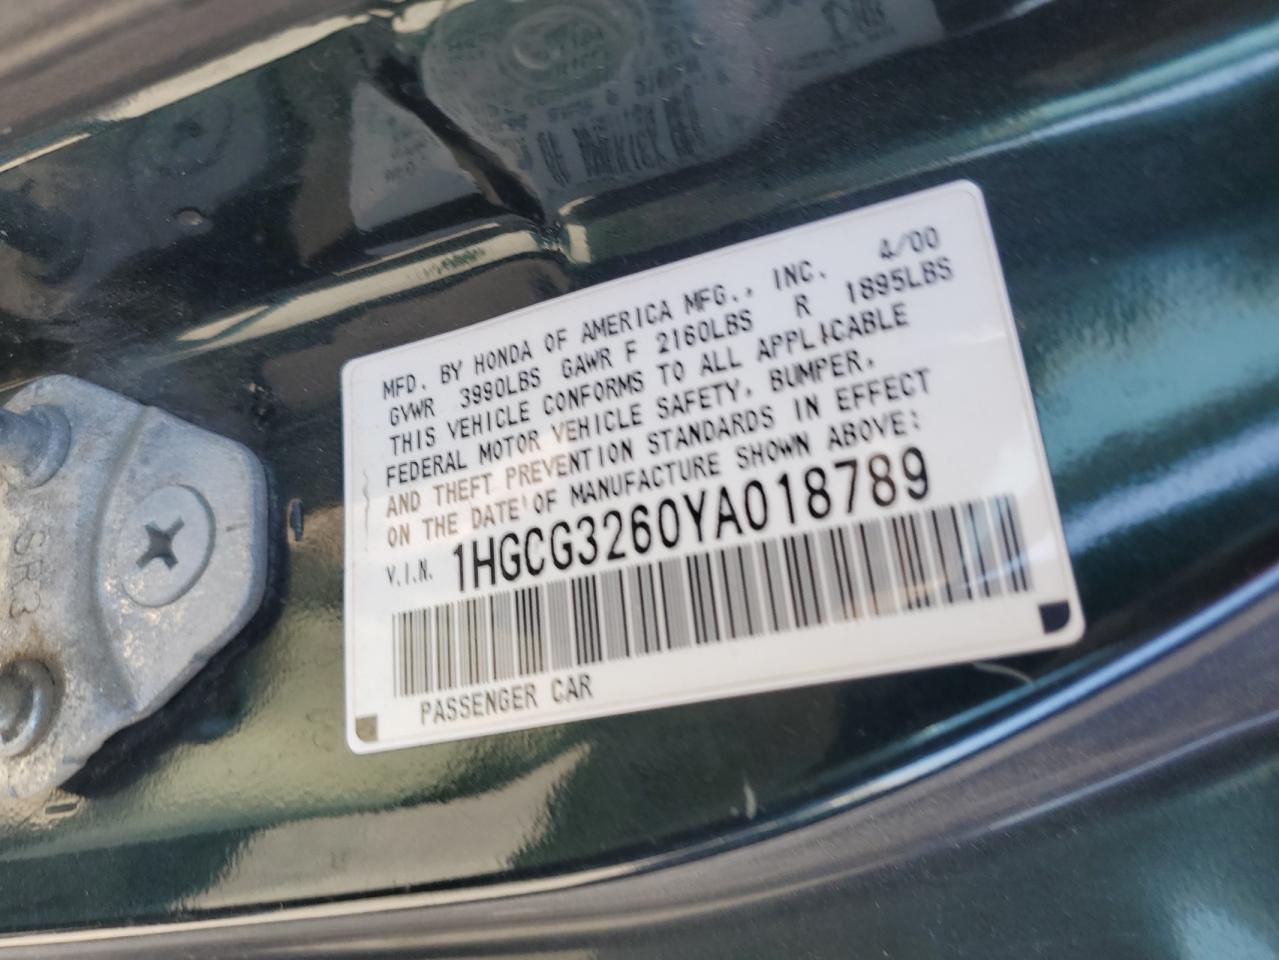 MFD. BY HONDA OF AMERICA MFG., INC. 4/00
GVWR 3990LBS GAWR F 2160LBS R 1895LBS
THIS VEHICLE CONFORMS TO ALL APPLICABLE
FEDERAL MOTOR VEHICLE SAFETY, BUMPER,
AND THEFT PREVENTION STANDARDS IN EFFECT
ON THE DATE OF MANUFACTURE SHOWN ABOVE:
V.I.N. 1HGCG3260YA018789
PASSENGER CAR
SR3